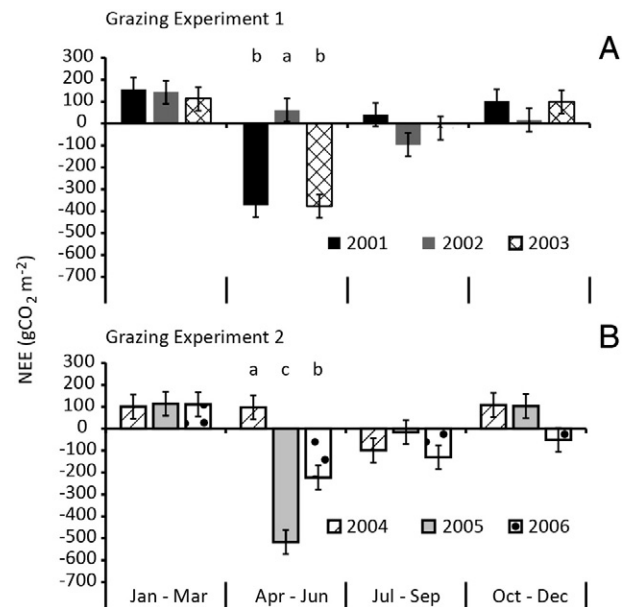 Grazing Experiment 1
A
300
b a b
200
100
0
-100
-200
-300
-400
-500
-600
-700
2001 2002 2003
NEE (gCO₂ m⁻²)
Grazing Experiment 2
B
300
a c b
200
100
0
-100
-200
-300
-400
-500
-600
-700
2004 2005 2006
Jan - Mar Apr - Jun Jul - Sep Oct - Dec